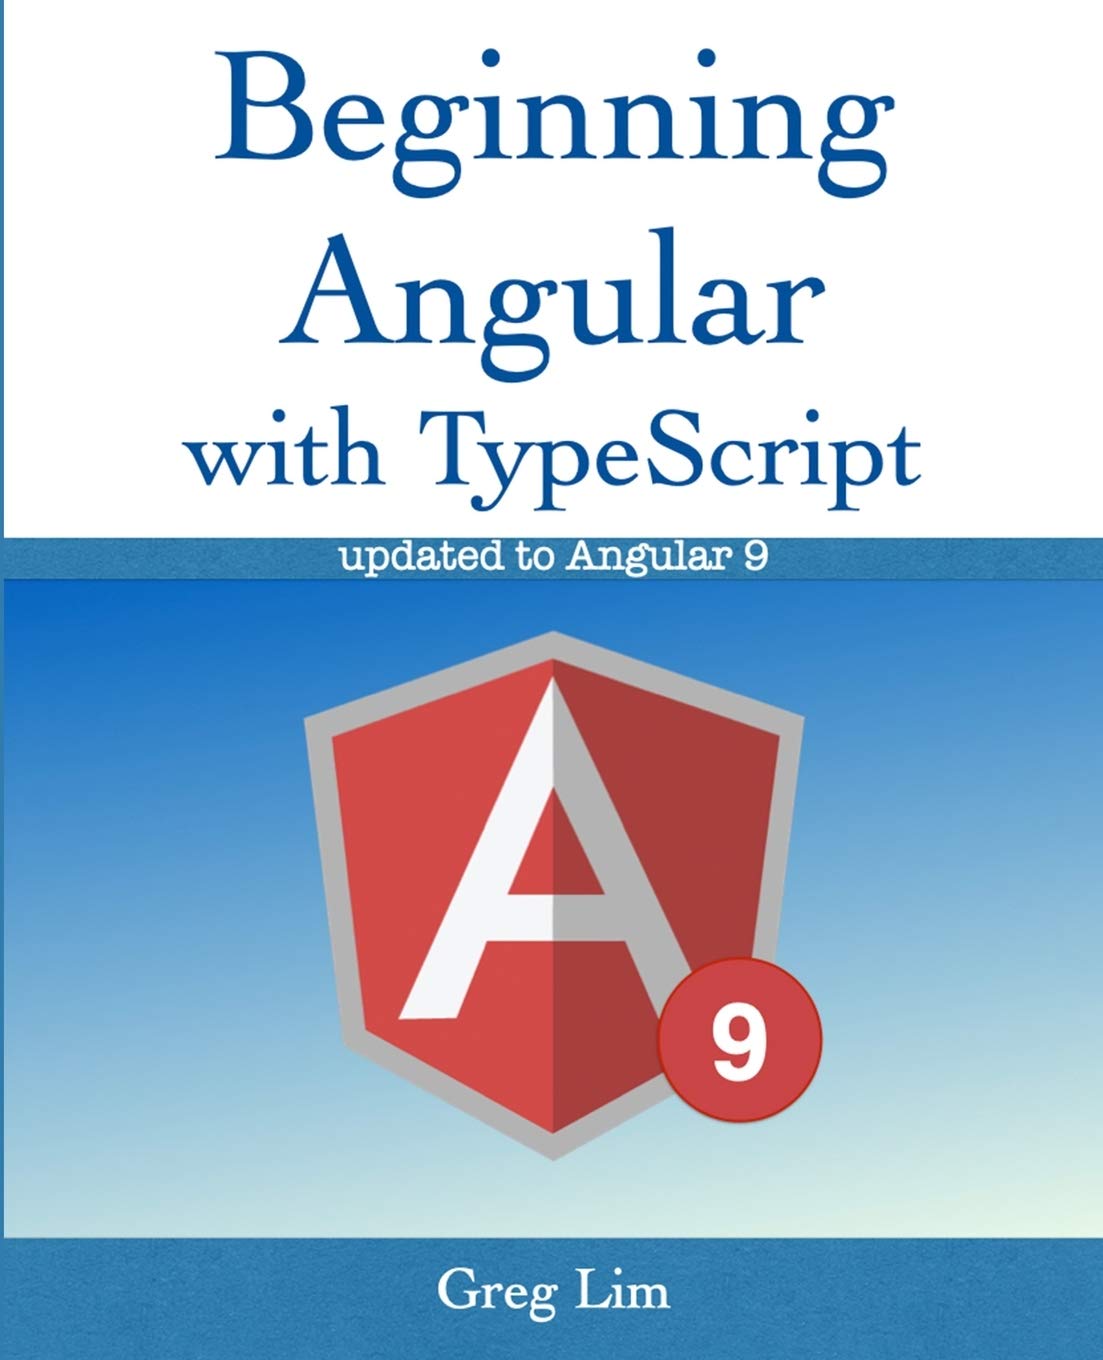 Beginning
Angular
with TypeScript
updated to Angular 9
A
9
Greg Lim